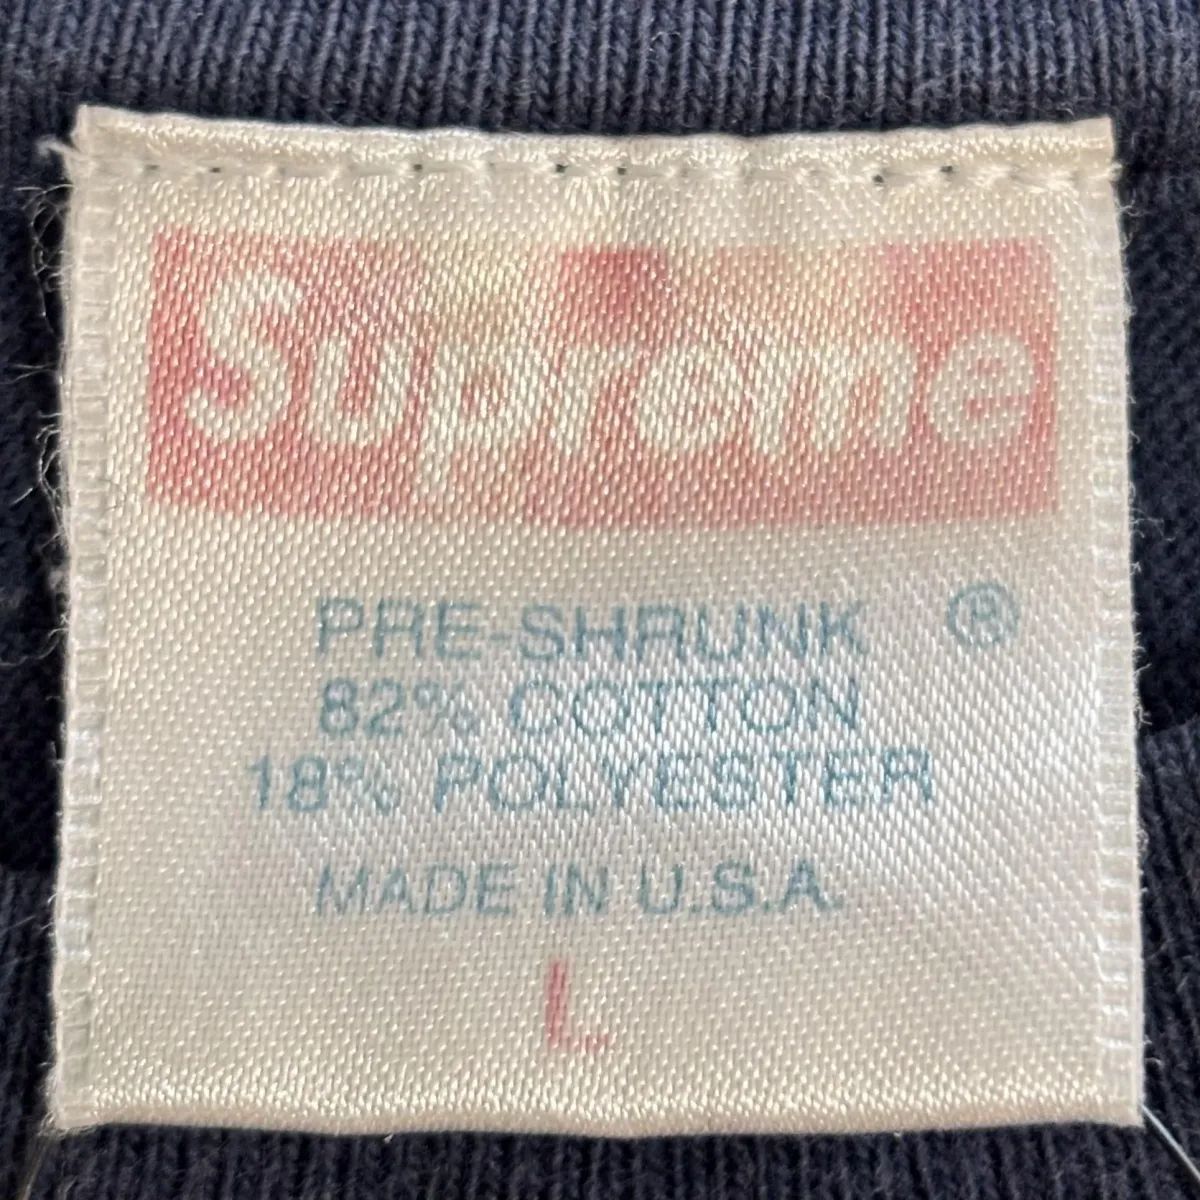 Supreme
PRE-SHRUNK ®
82% COTTON
18% POLYESTER
MADE IN U.S.A.
L